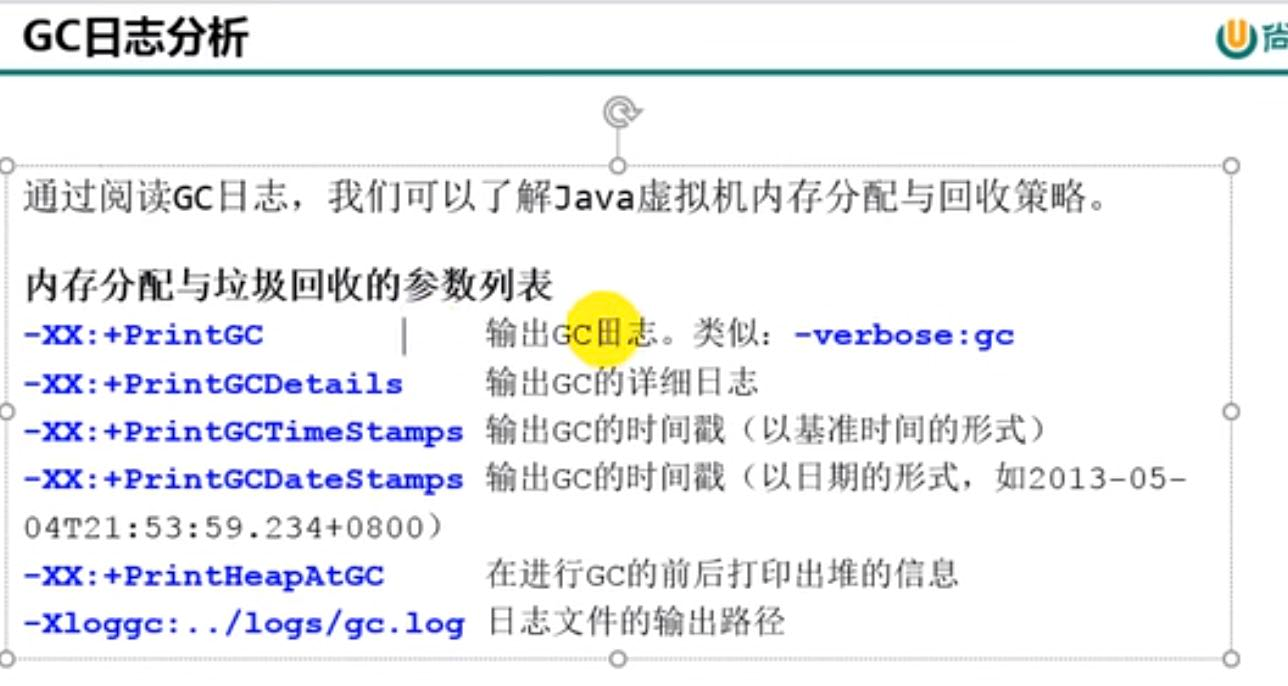 GC日志分析
尚
通过阅读GC日志，我们可以了解Java虚拟机内存分配与回收策略。
内存分配与垃圾回收的参数列表
-XX:+PrintGC 输出GC日志。类似：-verbose:gc
-XX:+PrintGCDetails 输出GC的详细日志
-XX:+PrintGCTimeStamps 输出GC的时间戳（以基准时间的形式）
-XX:+PrintGCDateStamps 输出GC的时间戳（以日期的形式，如2013-05-
04T21:53:59.234+0800）
-XX:+PrintHeapAtGC 在进行GC的前后打印出堆的信息
-Xloggc:../logs/gc.log 日志文件的输出路径